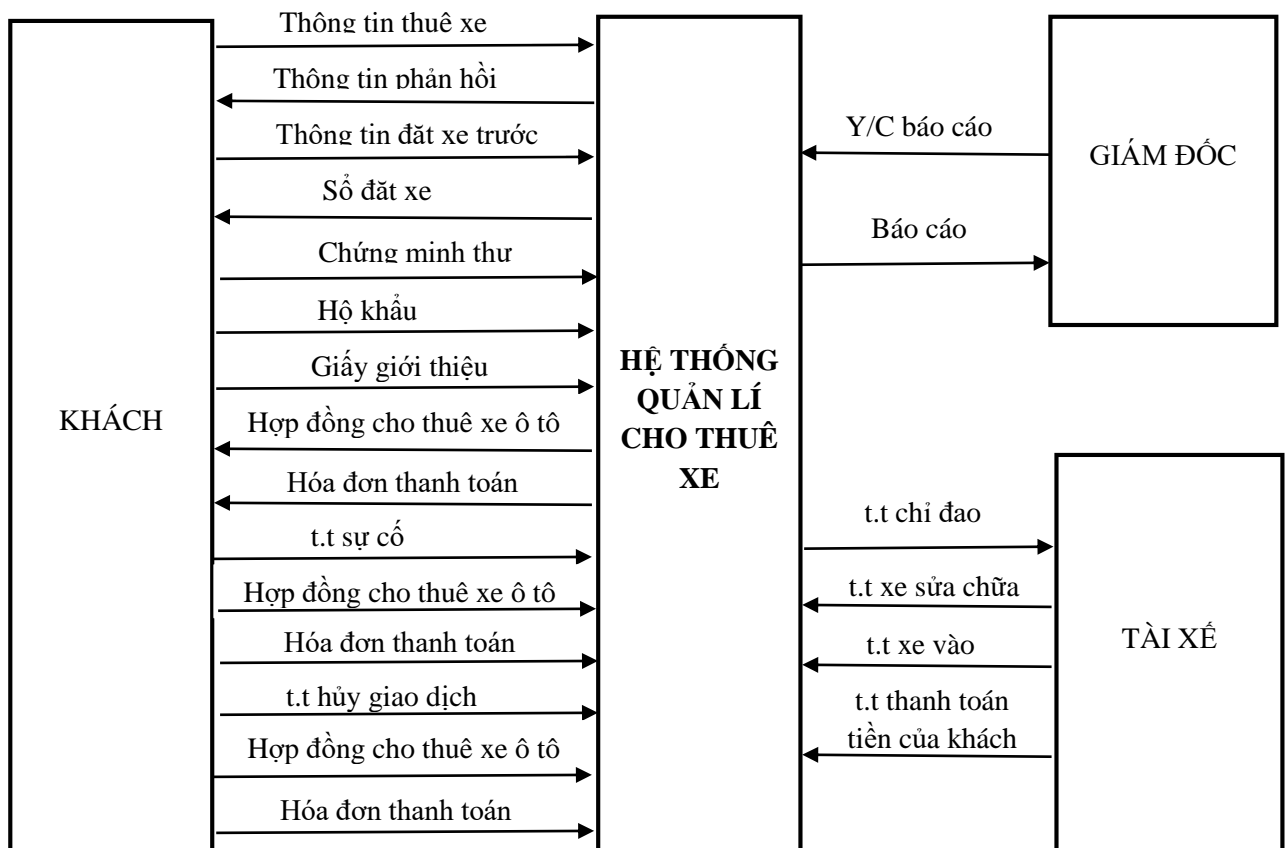 Thông tin thuê xe
Thông tin phản hồi
Thông tin đăt xe trước
Sổ đăt xe
Chứng minh thư
Hộ khẩu
Giấy giới thiệu
KHÁCH
Hợp đồng cho thuê xe ô tô
Hóa đơn thanh toán
t.t sự cố
Hợp đồng cho thuê xe ô tô
Hóa đơn thanh toán
t.t hủy giao dịch
Hợp đồng cho thuê xe ô tô
Hóa đơn thanh toán
HỆ THỐNG
QUẢN LÍ
CHO THUÊ
XE
Y/C báo cáo
GIÁM ĐỐC
Báo cáo
t.t chỉ đao
t.t xe sửa chữa
t.t xe vào
TÀI XẾ
t.t thanh toán
tiền của khách